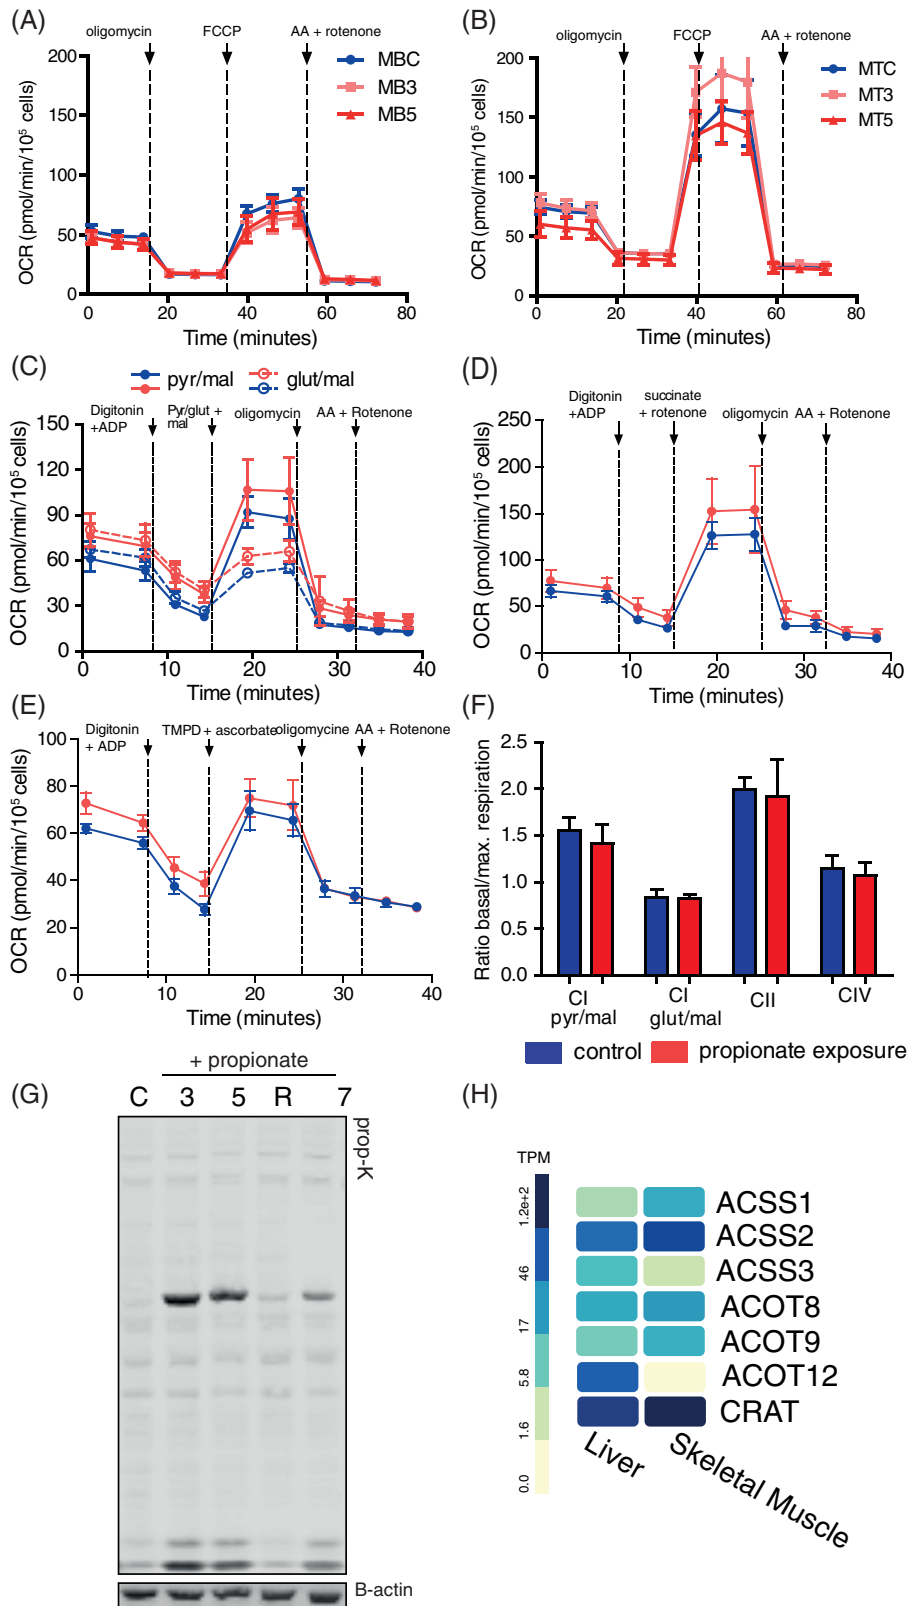 (A)
oligomycin FCCP AA + rotenone
MBC
MB3
MB5
OCR (pmol/min/10⁵ cells)
200
150
100
50
0
0 20 40 60 80
Time (minutes)
(B)
oligomycin FCCP AA + rotenone
MTC
MT3
MT5
OCR (pmol/min/10⁵ cells)
200
150
100
50
0
0 20 40 60 80
Time (minutes)
(C)
pyr/mal glut/mal
Digitonin +ADP
Pyr/glut + mal
oligomycin
AA + Rotenone
OCR (pmol/min/10⁵ cells)
150
120
90
60
30
0
0 10 20 30 40
Time (minutes)
(D)
Digitonin +ADP
succinate + rotenone
oligomycin
AA + Rotenone
OCR (pmol/min/10⁵ cells)
250
200
150
100
50
0
0 10 20 30 40
Time (minutes)
(E)
Digitonin + ADP
TMPD + ascorbate
oligomycine
AA + Rotenone
OCR (pmol/min/10⁵ cells)
100
80
60
40
20
0
0 10 20 30 40
Time (minutes)
(F)
Ratio basal/max. respiration
2.5
2.0
1.5
1.0
0.5
0.0
CI pyr/mal
CI glut/mal
CII
CIV
control propionate exposure
(G)
+ propionate
C 3 5 R 7
prop-K
B-actin
(H)
TPM
1.2e+2
46
17
5.8
1.6
0.0
ACSS1
ACSS2
ACSS3
ACOT8
ACOT9
ACOT12
CRAT
Liver
Skeletal Muscle